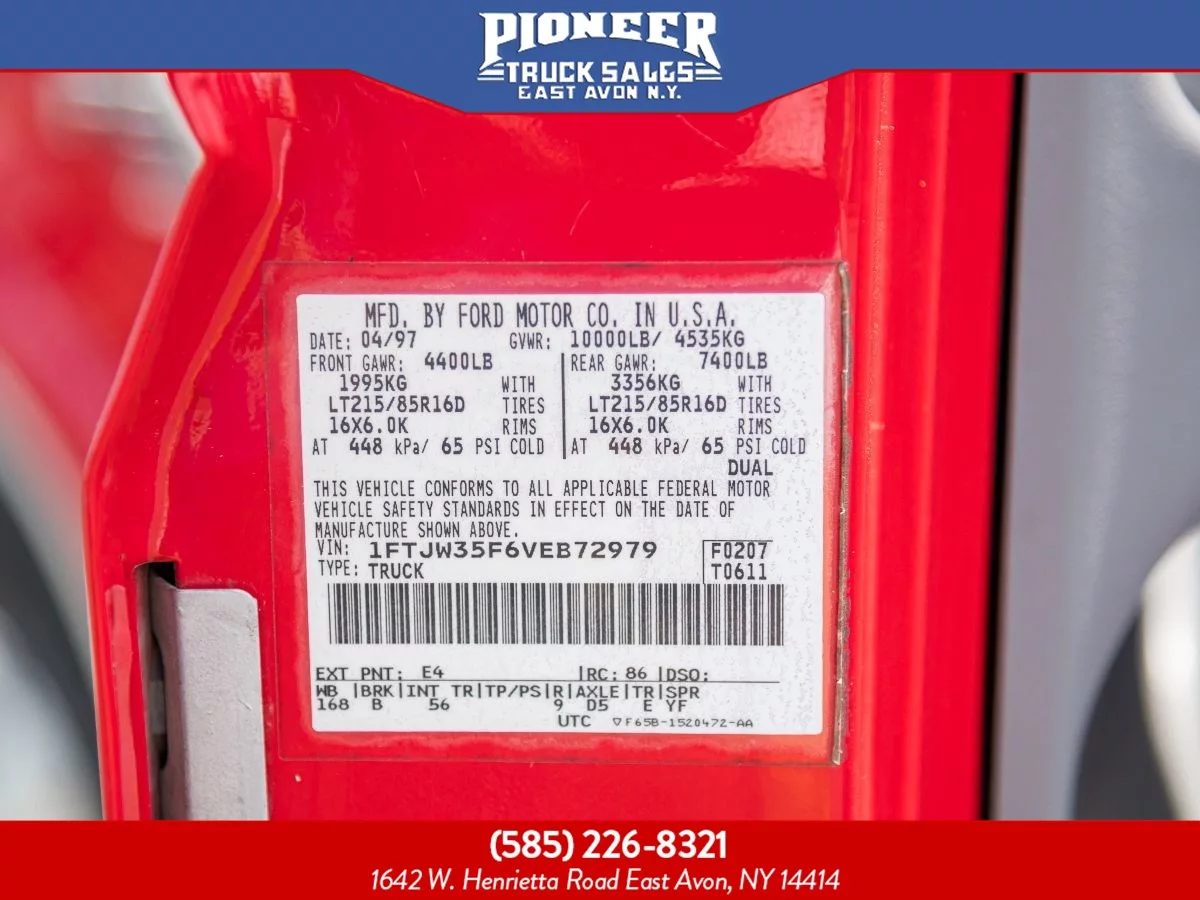 PIONEER
TRUCK SALES
EAST AVON N.Y.
MFD. BY FORD MOTOR CO. IN U.S.A.
DATE: 04/97 GVWR: 10000LB/ 4535KG
FRONT GAWR: 4400LB REAR GAWR: 7400LB
1995KG WITH 3356KG WITH
LT215/85R16D TIRES LT215/85R16D TIRES
16X6.0K RIMS 16X6.0K RIMS
AT 448 kPa/ 65 PSI COLD AT 448 kPa/ 65 PSI COLD
DUAL
THIS VEHICLE CONFORMS TO ALL APPLICABLE FEDERAL MOTOR
VEHICLE SAFETY STANDARDS IN EFFECT ON THE DATE OF
MANUFACTURE SHOWN ABOVE.
VIN: 1FTJW35F6VEB72979 F0207
TYPE: TRUCK T0611
EXT PNT: E4 RC: 86 DSO:
WB BRK INT TR TP/PS R AXLE TR SPR
168 B 56 9 D5 E YF
UTC ▽F65B-1520472-AA
(585) 226-8321
1642 W. Henrietta Road East Avon, NY 14414